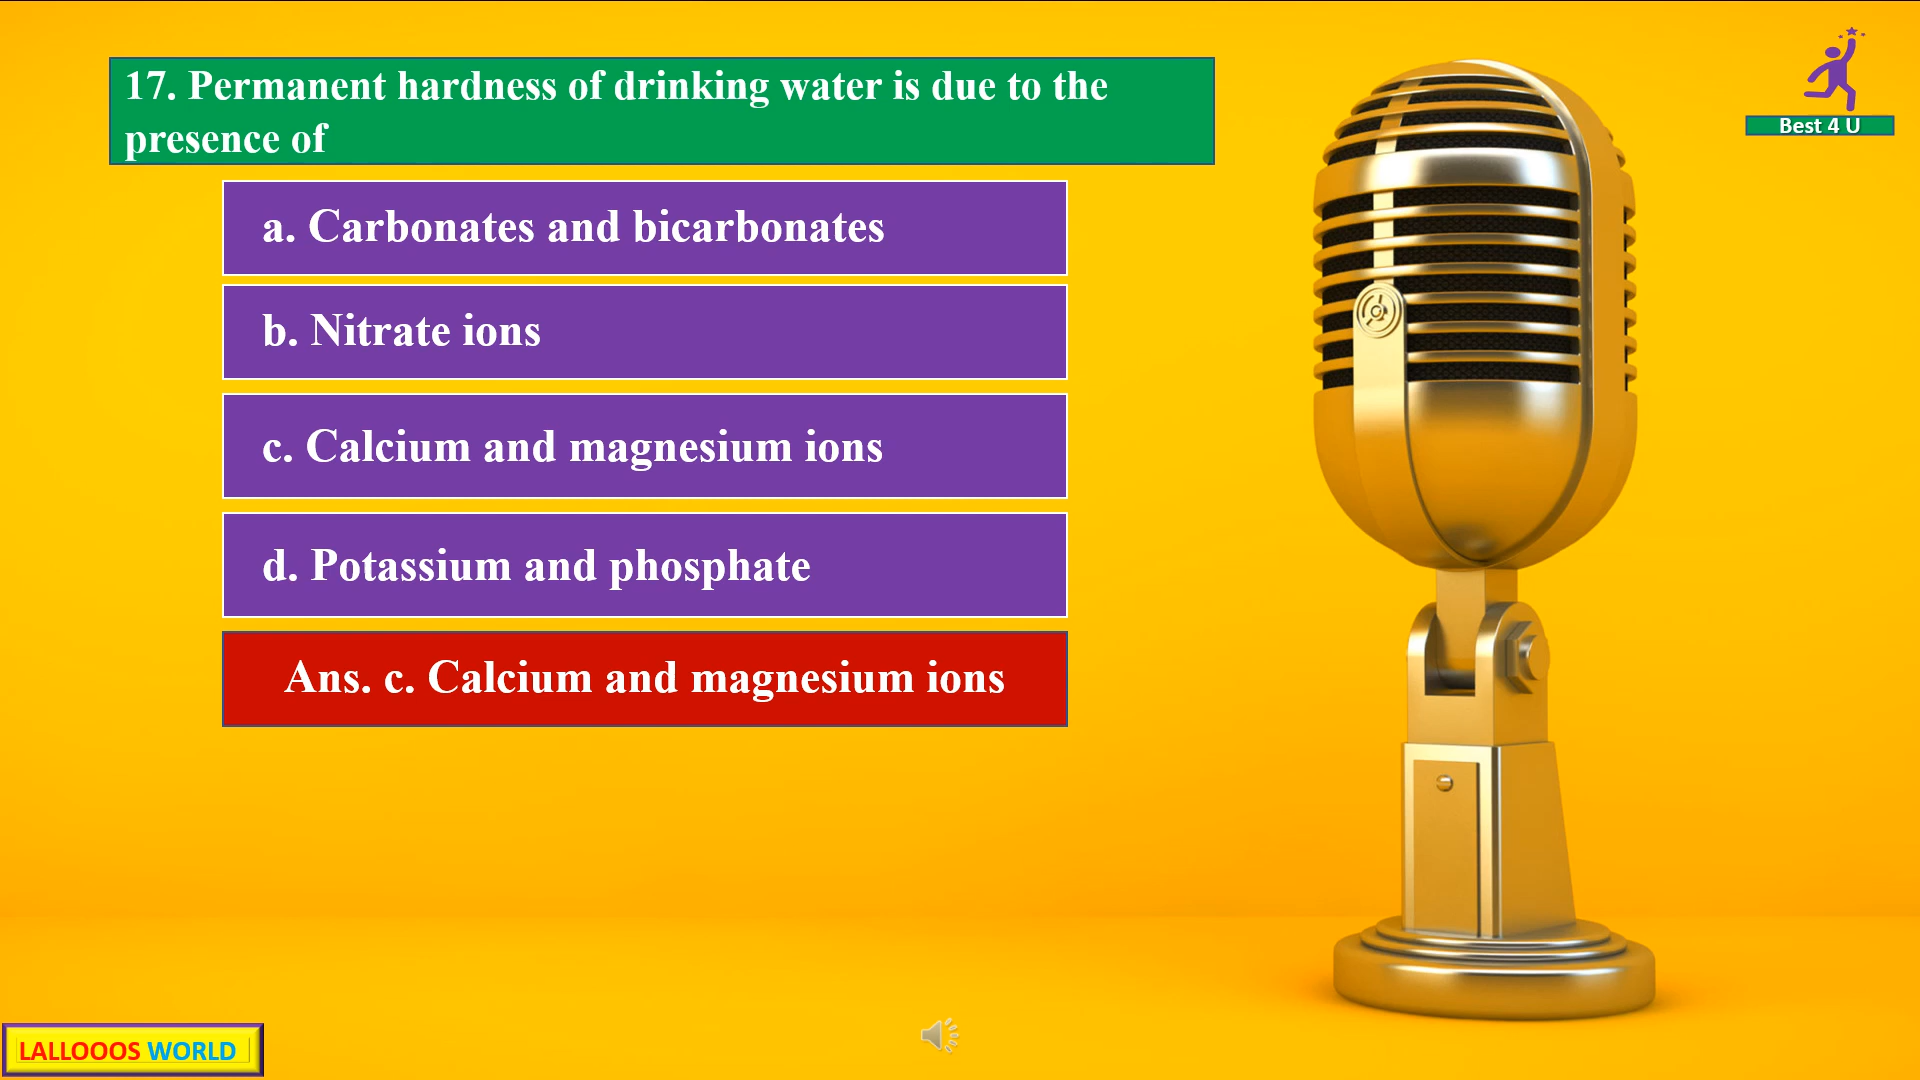 17. Permanent hardness of drinking water is due to the
presence of
Best 4 U
a. Carbonates and bicarbonates
b. Nitrate ions
c. Calcium and magnesium ions
d. Potassium and phosphate
Ans. c. Calcium and magnesium ions
LALLOOOS WORLD